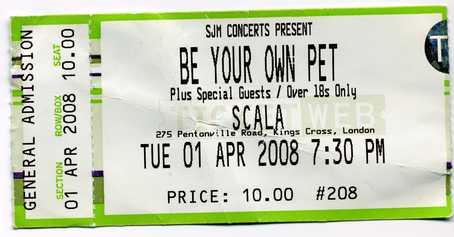 GENERAL ADMISSION
SECTION ROW/BOX SEAT
01 APR 2008 10.00
SJM CONCERTS PRESENT
BE YOUR OWN PET
Plus Special Guests / Over 18s Only
SCALA
275 Pentonville Road, Kings Cross, London
TUE 01 APR 2008 7:30 PM
PRICE: 10.00 #208
WEB
T